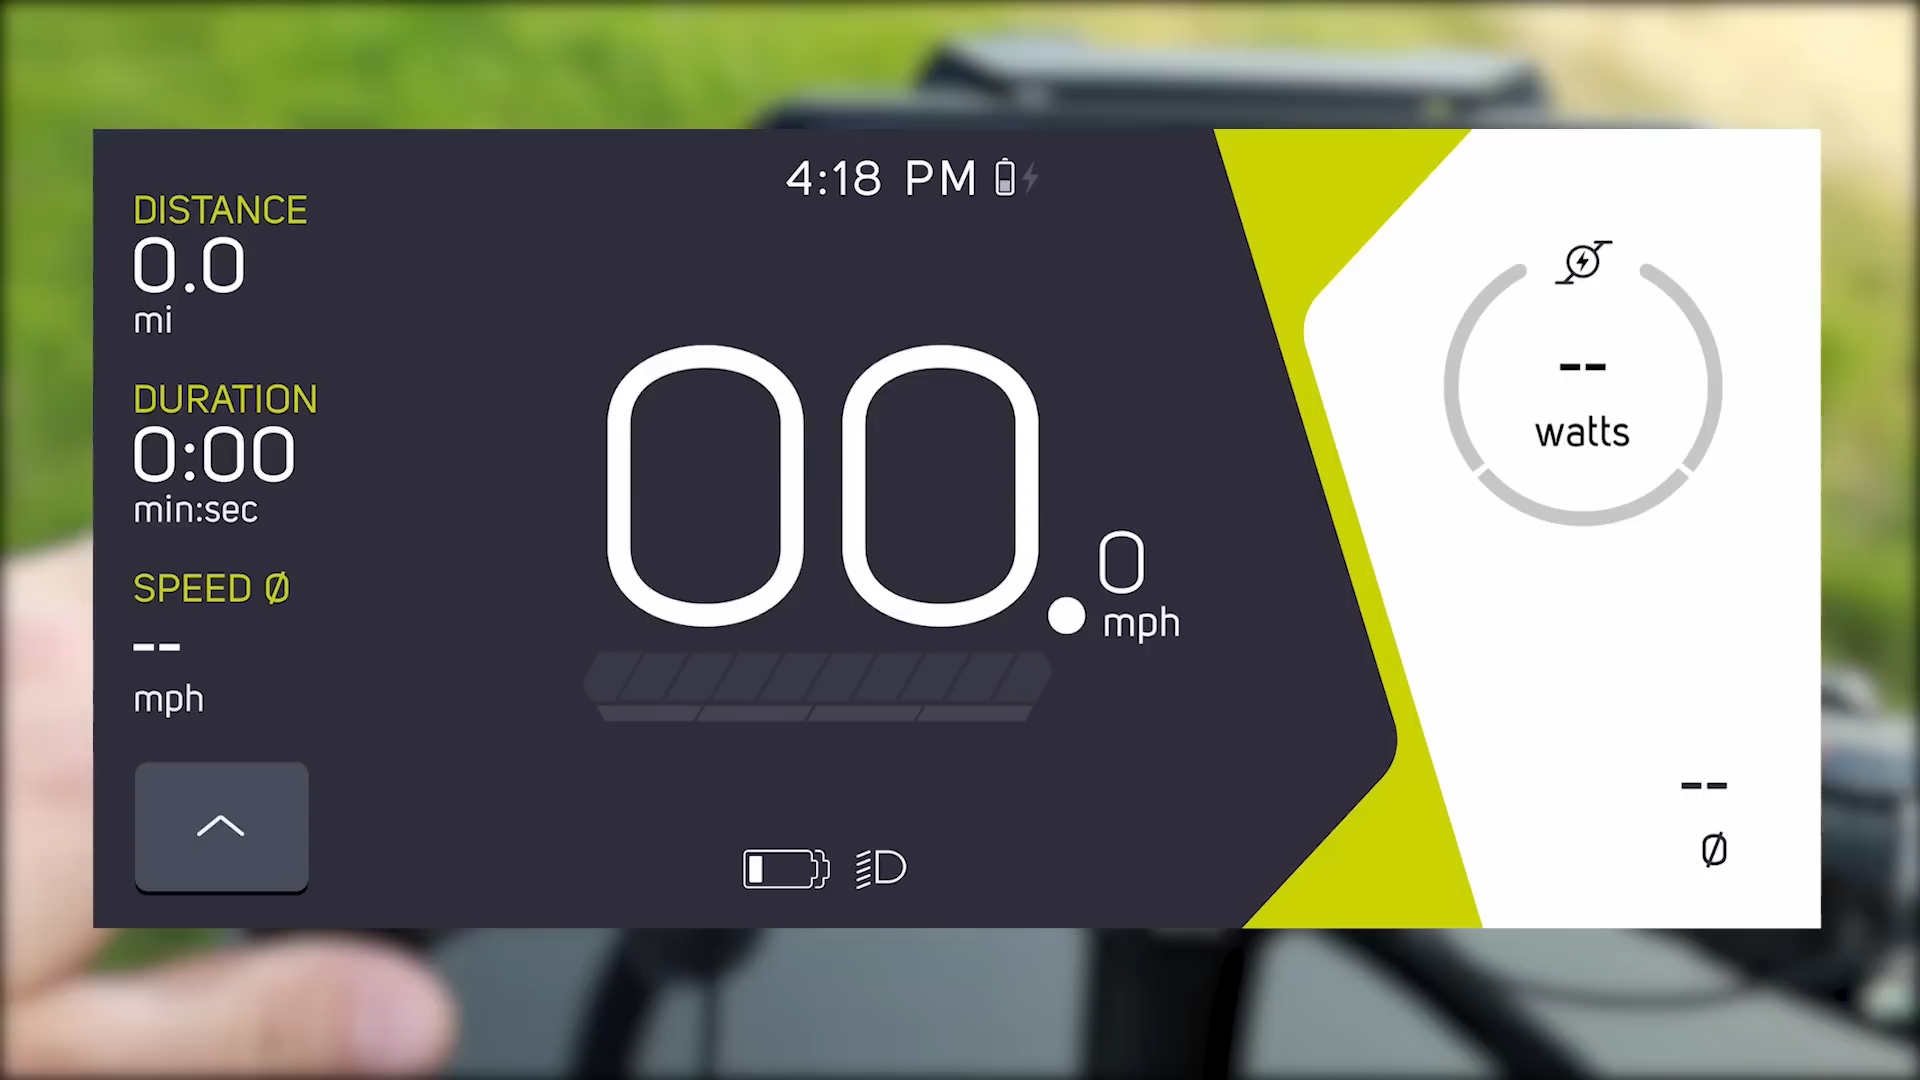 4:18 PM
DISTANCE
0.0
mi
DURATION
0:00
min:sec
SPEED Ø
--
mph
00.0
mph
--
watts
--
Ø